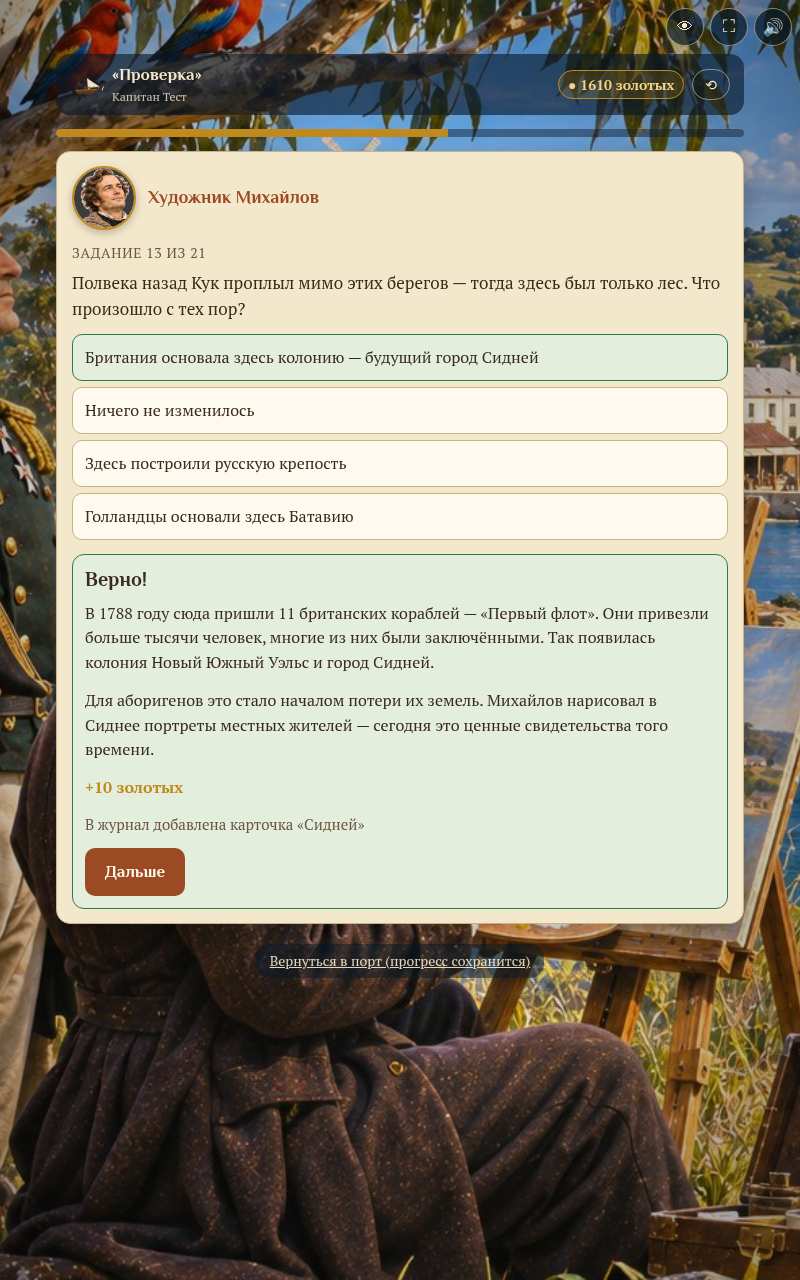 «Проверка»
Капитан Тест
● 1610 золотых
Художник Михайлов
ЗАДАНИЕ 13 ИЗ 21
Полвека назад Кук проплыл мимо этих берегов — тогда здесь был только лес. Что
произошло с тех пор?
Британия основала здесь колонию — будущий город Сидней
Ничего не изменилось
Здесь построили русскую крепость
Голландцы основали здесь Батавию
Верно!
В 1788 году сюда пришли 11 британских кораблей — «Первый флот». Они привезли
больше тысячи человек, многие из них были заключёнными. Так появилась
колония Новый Южный Уэльс и город Сидней.
Для аборигенов это стало началом потери их земель. Михайлов нарисовал в
Сиднее портреты местных жителей — сегодня это ценные свидетельства того
времени.
+10 золотых
В журнал добавлена карточка «Сидней»
Дальше
Вернуться в порт (прогресс сохранится)